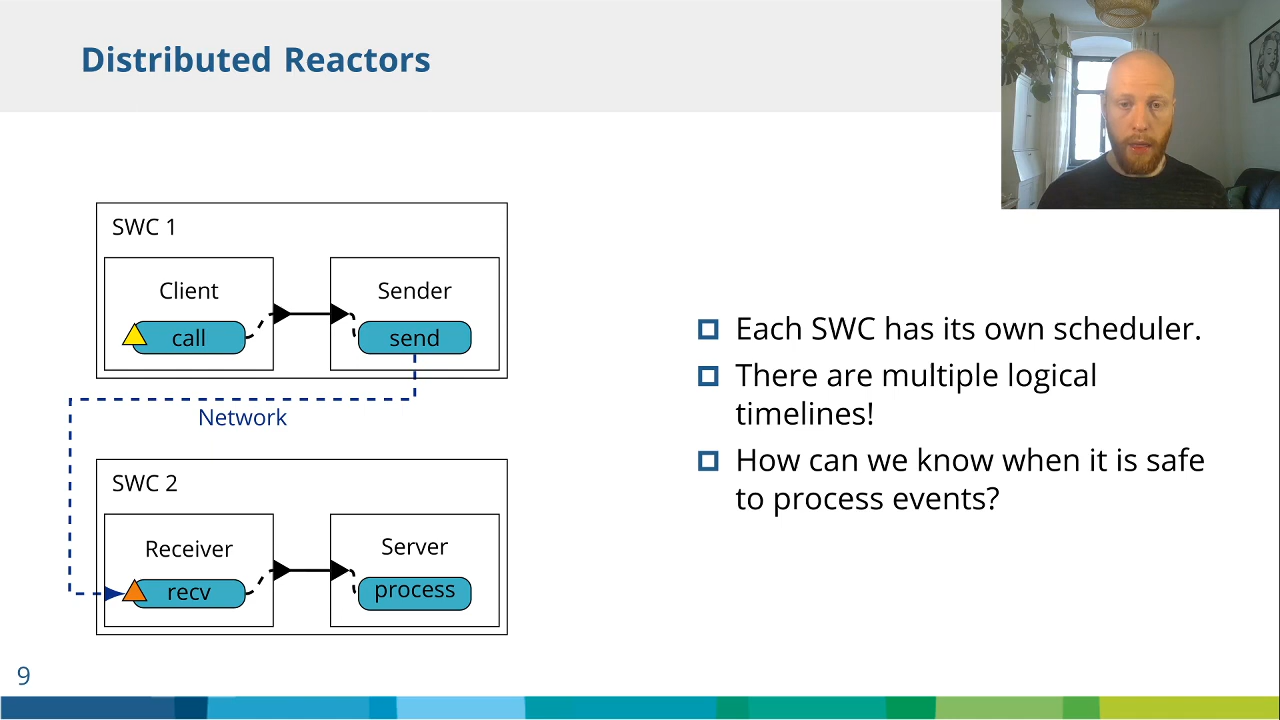 Distributed Reactors
SWC 1
Client
Sender
call
send
Network
SWC 2
Receiver
Server
recv
process
Each SWC has its own scheduler.
There are multiple logical
timelines!
How can we know when it is safe
to process events?
9